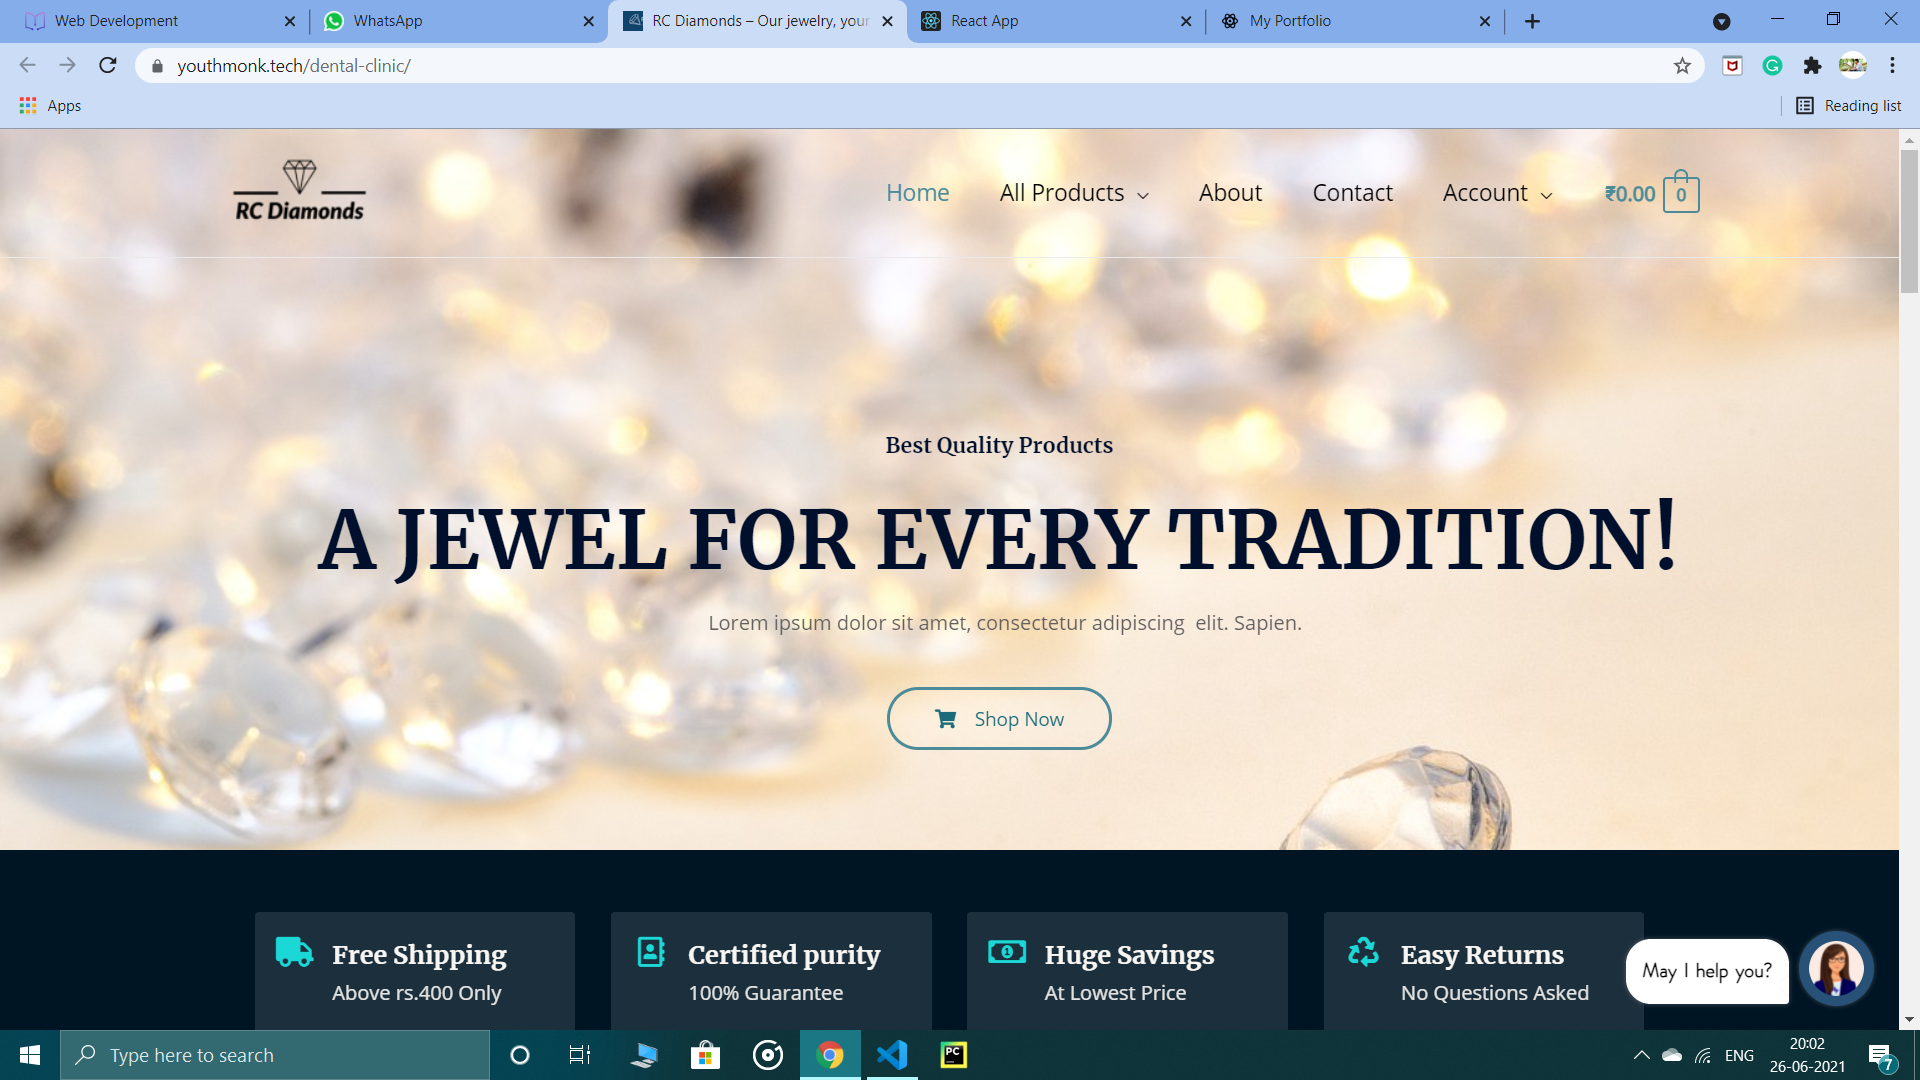 Web Development
WhatsApp
RC Diamonds – Our jewelry, your
React App
My Portfolio
youthmonk.tech/dental-clinic/
Apps
Reading list
RC Diamonds
Home
All Products
About
Contact
Account
₹0.00
0
Best Quality Products
A JEWEL FOR EVERY TRADITION!
Lorem ipsum dolor sit amet, consectetur adipiscing elit. Sapien.
Shop Now
Free Shipping
Above rs.400 Only
Certified purity
100% Guarantee
1
Huge Savings
At Lowest Price
Easy Returns
No Questions Asked
May I help you?
Type here to search
PC
ENG
20:02
26-06-2021
7